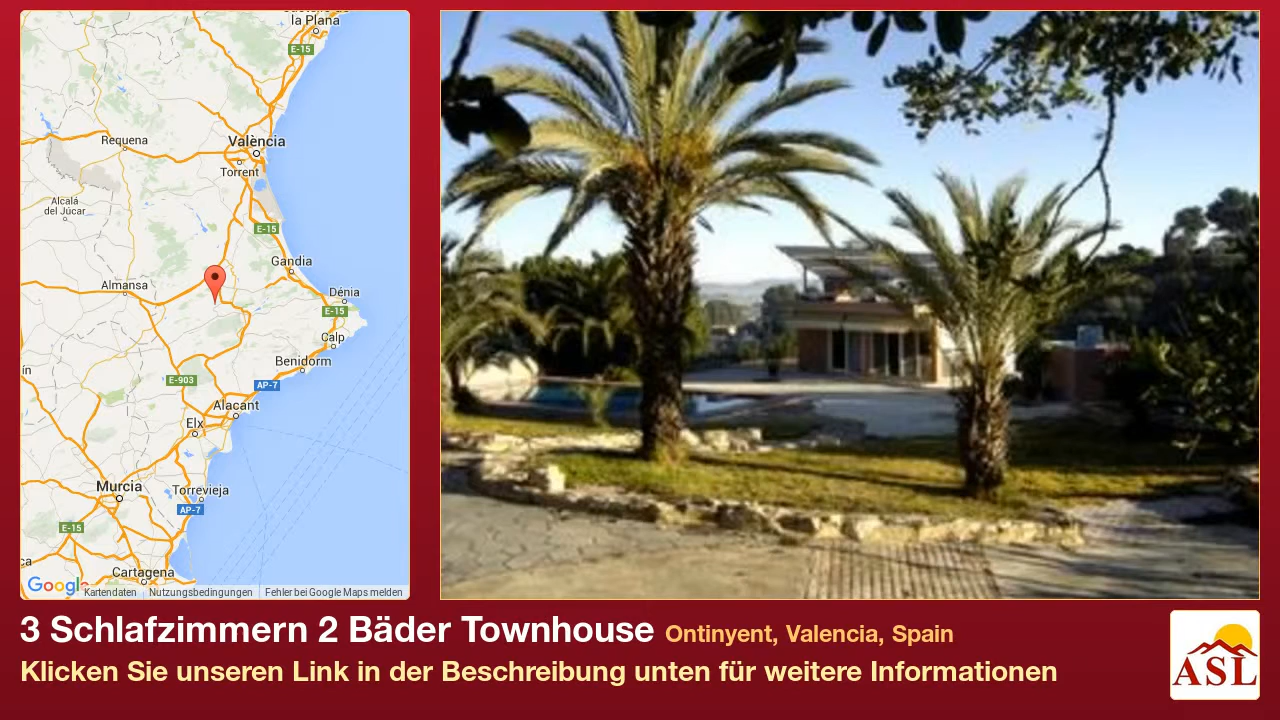 la Plana
E-15
Requena
València
Torrent
Alcalá
del Júcar
E-15
Gandia
Almansa
Dénia
E-15
Calp
ín
Benidorm
E-903
AP-7
Alacant
Elx
Murcia
Torrevieja
AP-7
E-15
ca
Cartagena
Google
Kartendaten
Nutzungsbedingungen
Fehler bei Google Maps melden
3 Schlafzimmern 2 Bäder Townhouse Ontinyent, Valencia, Spain
Klicken Sie unseren Link in der Beschreibung unten für weitere Informationen
ASL